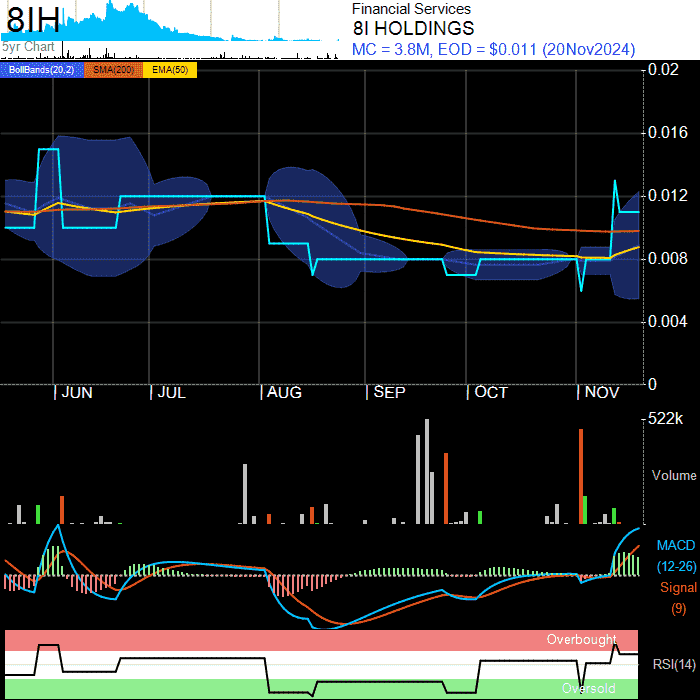 8IH
5yr Chart
Financial Services
8I HOLDINGS
MC = 3.8M, EOD = $0.011 (20Nov2024)
BollBands(20,2) SMA(200) EMA(50)
0.02
0.016
0.012
0.008
0.004
0
JUN JUL AUG SEP OCT NOV
522k
Volume
MACD
(12-26)
Signal
(9)
Overbought
RSI(14)
Oversold